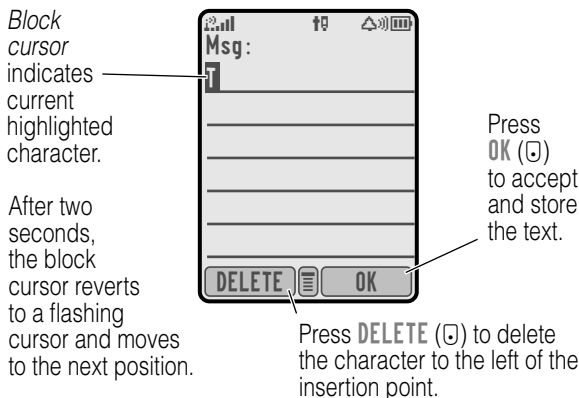 Block
cursor
indicates
current
highlighted
character.
After two
seconds,
the block
cursor reverts
to a flashing
cursor and moves
to the next position.
Msg:
T
DELETE
OK
Press
OK ()
to accept
and store
the text.
Press DELETE () to delete
the character to the left of the
insertion point.